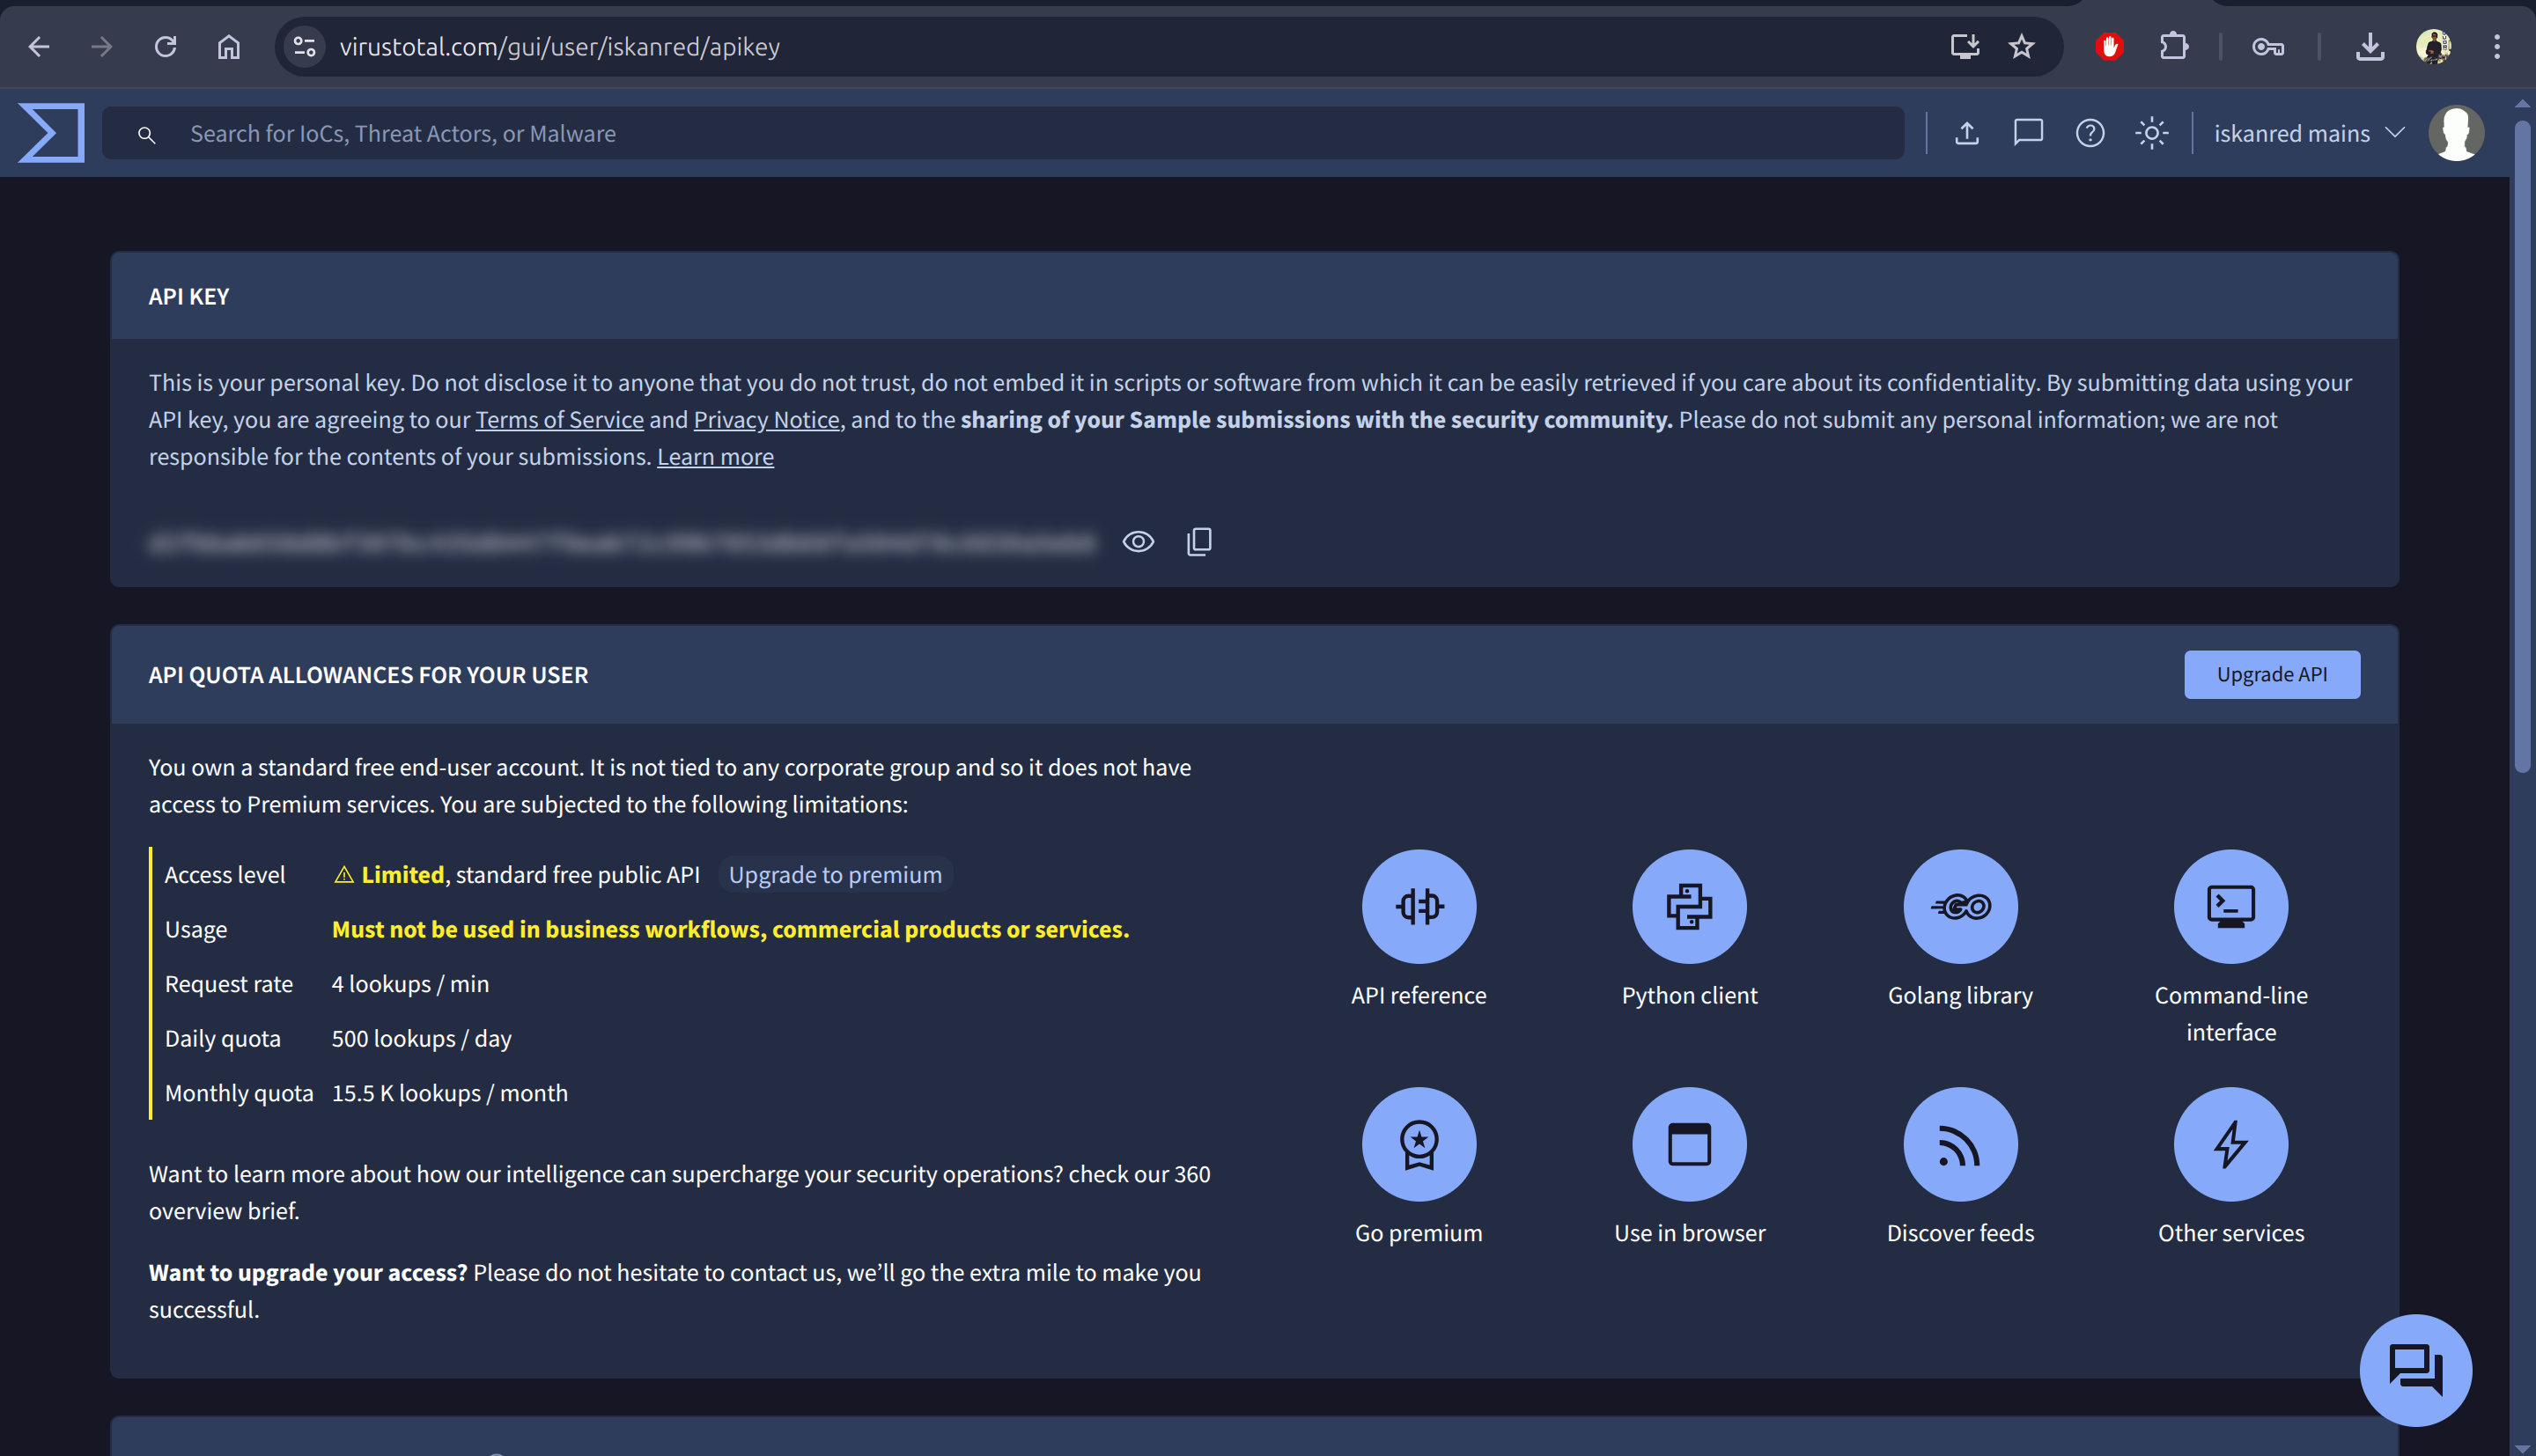 virustotal.com/gui/user/iskanred/apikey
Search for IoCs, Threat Actors, or Malware
iskanred mains
API KEY
This is your personal key. Do not disclose it to anyone that you do not trust, do not embed it in scripts or software from which it can be easily retrieved if you care about its confidentiality. By submitting data using your
API key, you are agreeing to our Terms of Service and Privacy Notice, and to the sharing of your Sample submissions with the security community. Please do not submit any personal information; we are not
responsible for the contents of your submissions. Learn more
API QUOTA ALLOWANCES FOR YOUR USER
Upgrade API
You own a standard free end-user account. It is not tied to any corporate group and so it does not have
access to Premium services. You are subjected to the following limitations:
Access level Limited, standard free public API Upgrade to premium
Usage Must not be used in business workflows, commercial products or services.
Request rate 4 lookups / min
Daily quota 500 lookups / day
Monthly quota 15.5 K lookups / month
Want to learn more about how our intelligence can supercharge your security operations? check our 360
overview brief.
Want to upgrade your access? Please do not hesitate to contact us, we’ll go the extra mile to make you
successful.
API reference
Python client
GO
Golang library
Command-line
interface
Go premium
Use in browser
Discover feeds
Other services